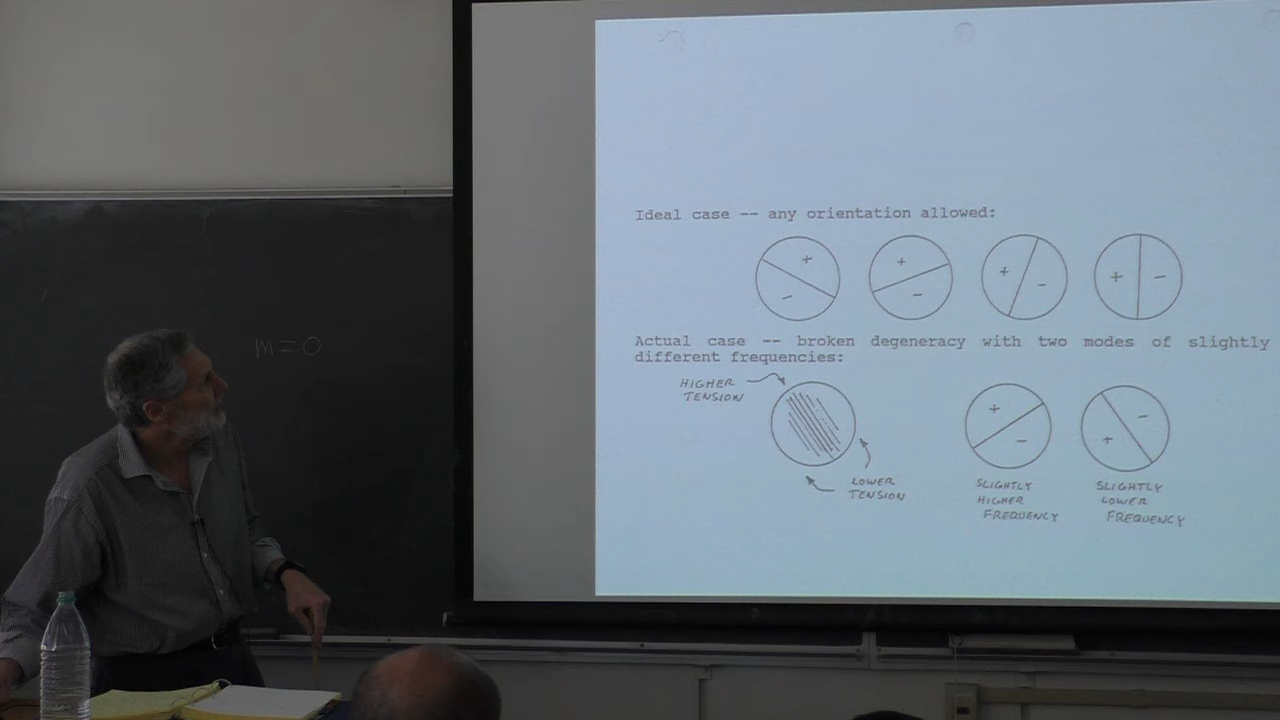 m=0
Ideal case -- any orientation allowed:
+ + + + -
- - -
Actual case -- broken degeneracy with two modes of slightly
different frequencies:
HIGHER
TENSION
+ -
- +
LOWER
TENSION
SLIGHTLY
HIGHER
FREQUENCY
SLIGHTLY
LOWER
FREQUENCY